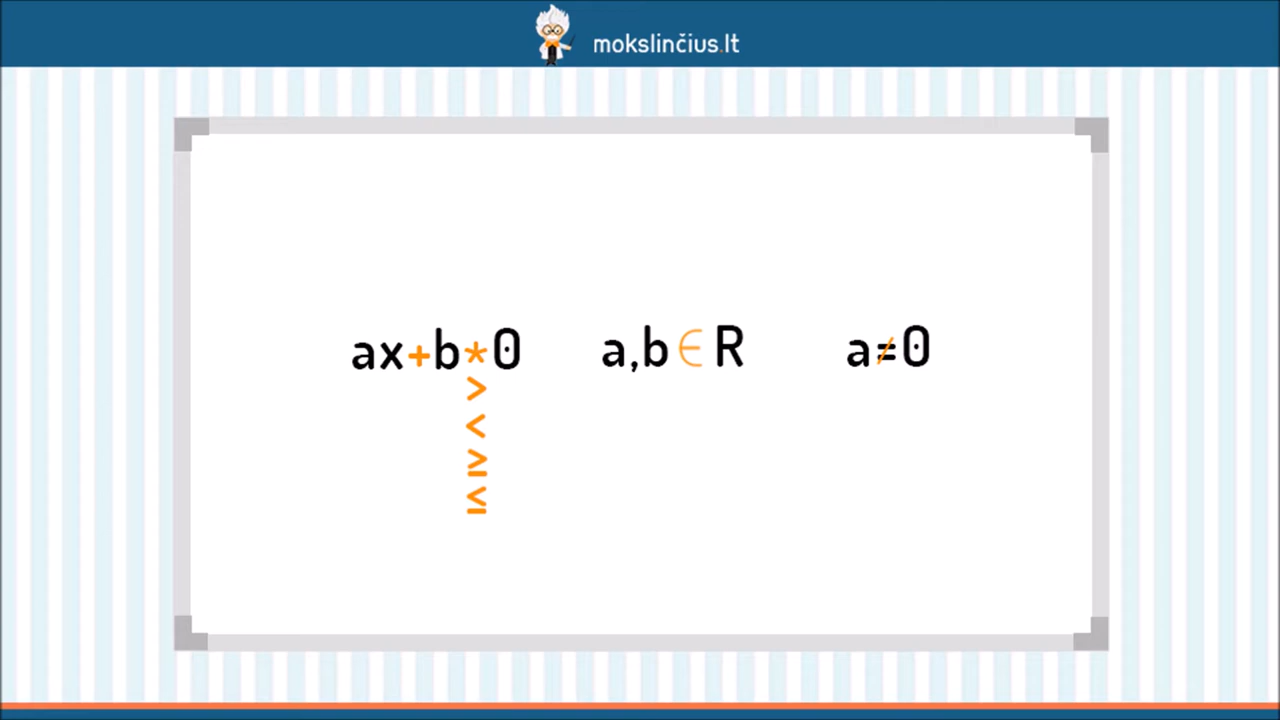 mokslinčius.lt
ax+b*0 a,b∈R a≠0
>
<
≥
≤